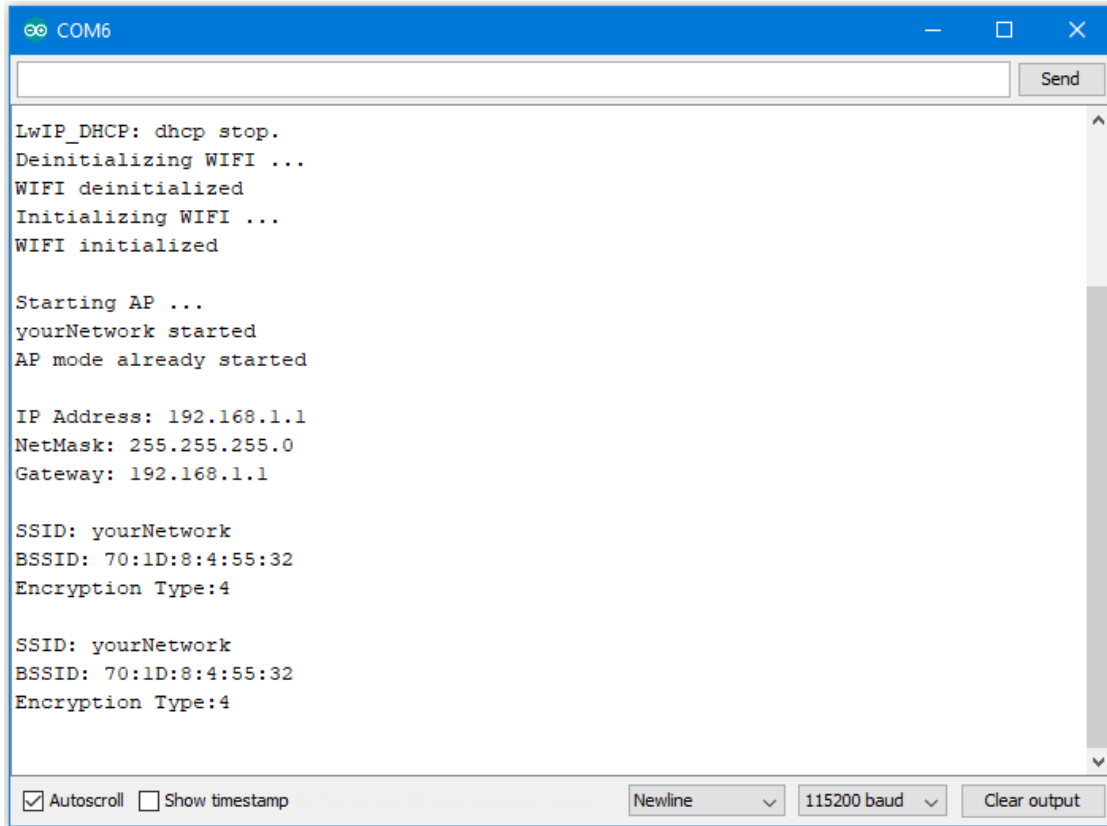 COM6
Send
LwIP_DHCP: dhcp stop.
Deinitializing WIFI ...
WIFI deinitialized
Initializing WIFI ...
WIFI initialized
Starting AP ...
yourNetwork started
AP mode already started
IP Address: 192.168.1.1
NetMask: 255.255.255.0
Gateway: 192.168.1.1
SSID: yourNetwork
BSSID: 70:1D:8:4:55:32
Encryption Type:4
SSID: yourNetwork
BSSID: 70:1D:8:4:55:32
Encryption Type:4
Autoscroll Show timestamp Newline 115200 baud Clear output